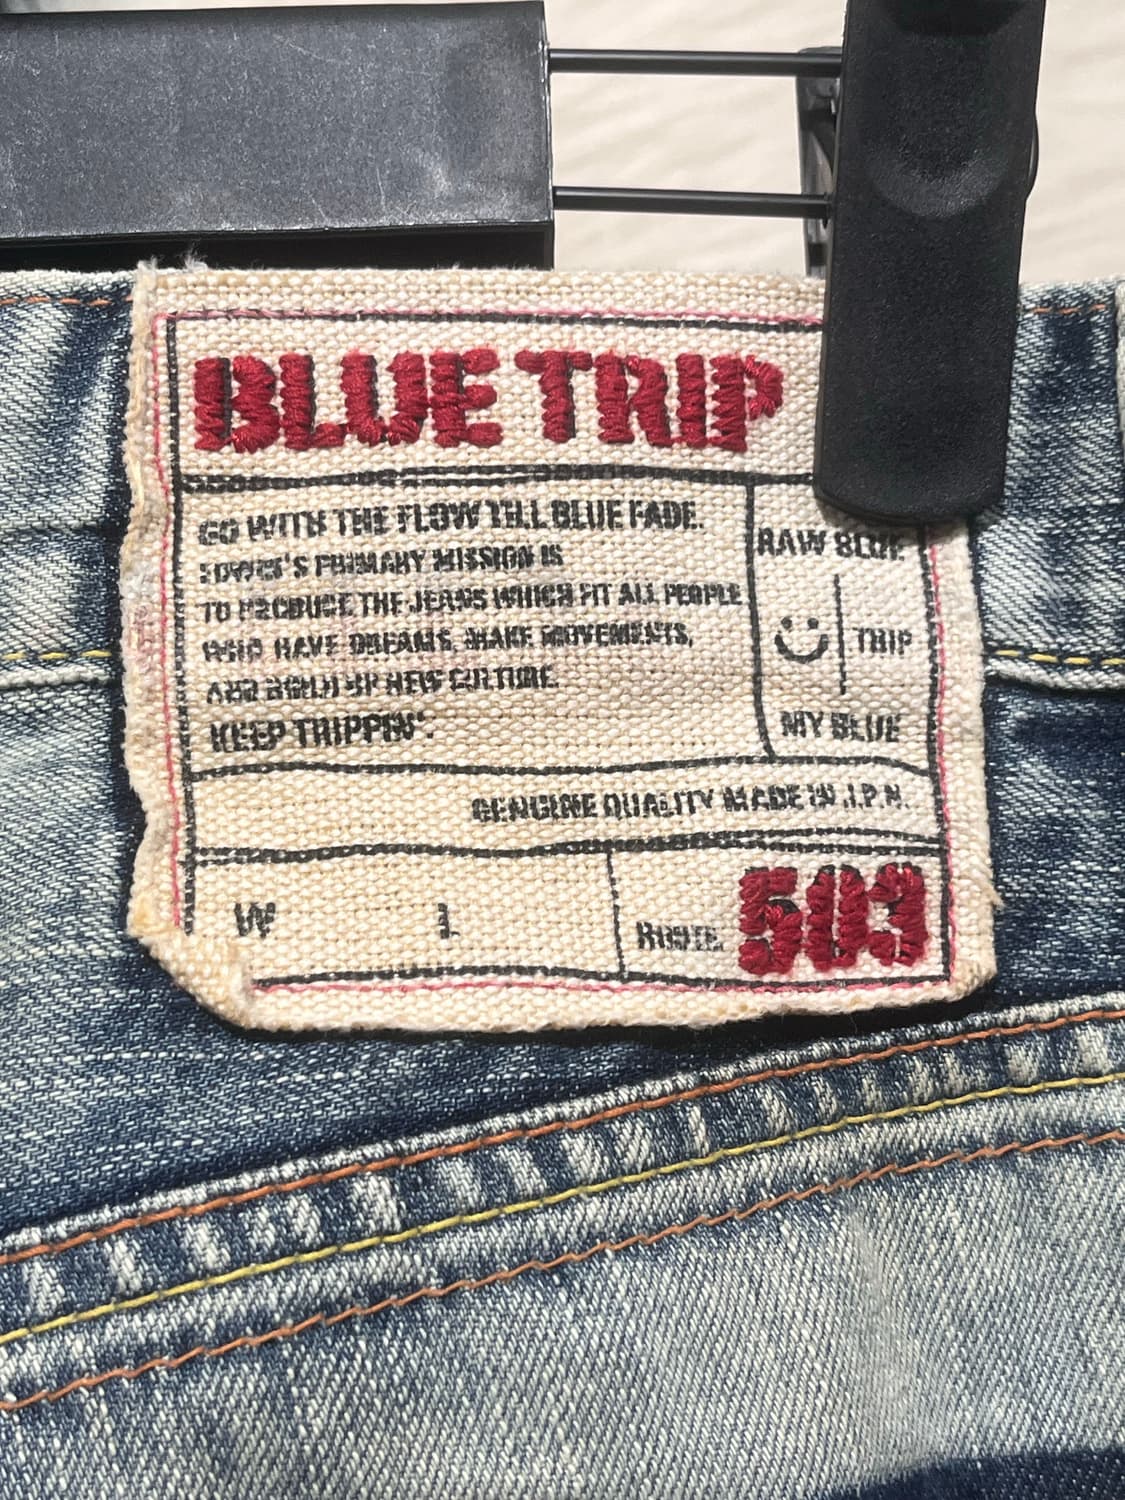 BLUE TRIP
GO WITH THE FLOW TILL BLUE FADE.
EDWIN'S PRIMARY MISSION IS
TO PRODUCE THE JEANS WHICH FIT ALL PEOPLE
WHO HAVE DREAMS, MAKE MOVEMENTS,
AND BUILD UP NEW CULTURE.
KEEP TRIPPIN'.
RAW BLUE
TRIP
MY BLUE
GENUINE QUALITY MADE IN J.P.N.
W L
ROUTE. 503